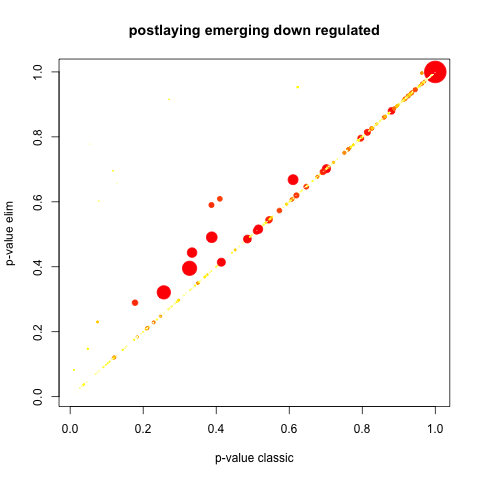 postlaying emerging down regulated
p-value elim
1.0
0.8
0.6
0.4
0.2
0.0
0.0 0.2 0.4 0.6 0.8 1.0
p-value classic